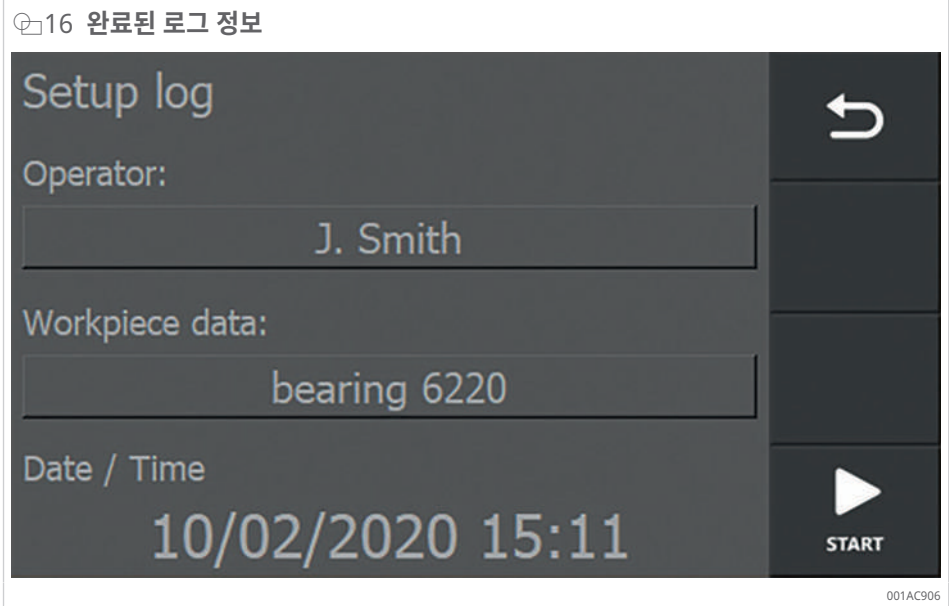 16 완료된 로그 정보
Setup log
Operator:
J. Smith
Workpiece data:
bearing 6220
Date / Time
10/02/2020 15:11
START
001AC906